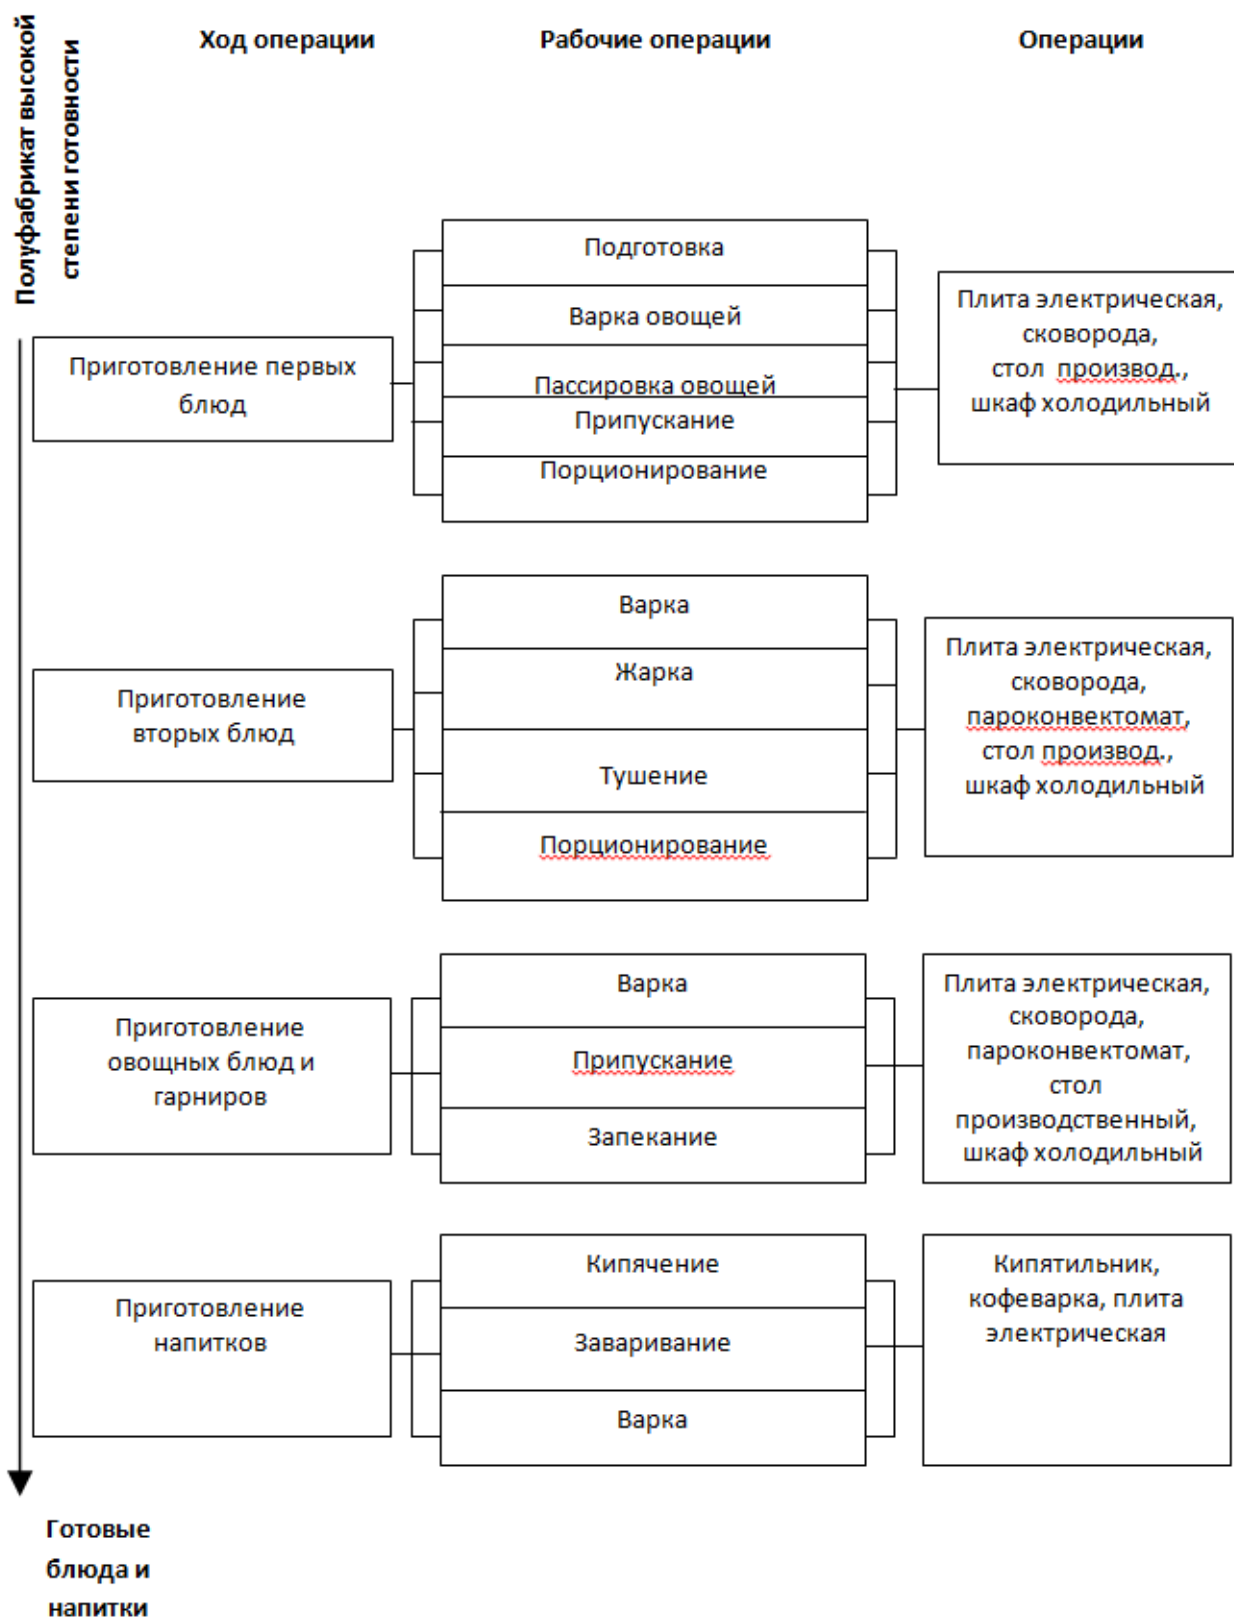 Полуфабрикат высокой
степени готовности
Ход операции
Рабочие операции
Операции
Приготовление первых
блюд
Подготовка
Варка овощей
Пассировка овощей
Припускание
Порционирование
Плита электрическая,
сковорода,
стол производ.,
шкаф холодильный
Приготовление
вторых блюд
Варка
Жарка
Тушение
Порционирование
Плита электрическая,
сковорода,
пароконвектомат,
стол производ.,
шкаф холодильный
Приготовление
овощных блюд и
гарниров
Варка
Припускание
Запекание
Плита электрическая,
сковорода,
пароконвектомат,
стол
производственный,
шкаф холодильный
Приготовление
напитков
Кипячение
Заваривание
Варка
Кипятильник,
кофеварка, плита
электрическая
Готовые
блюда и
напитки